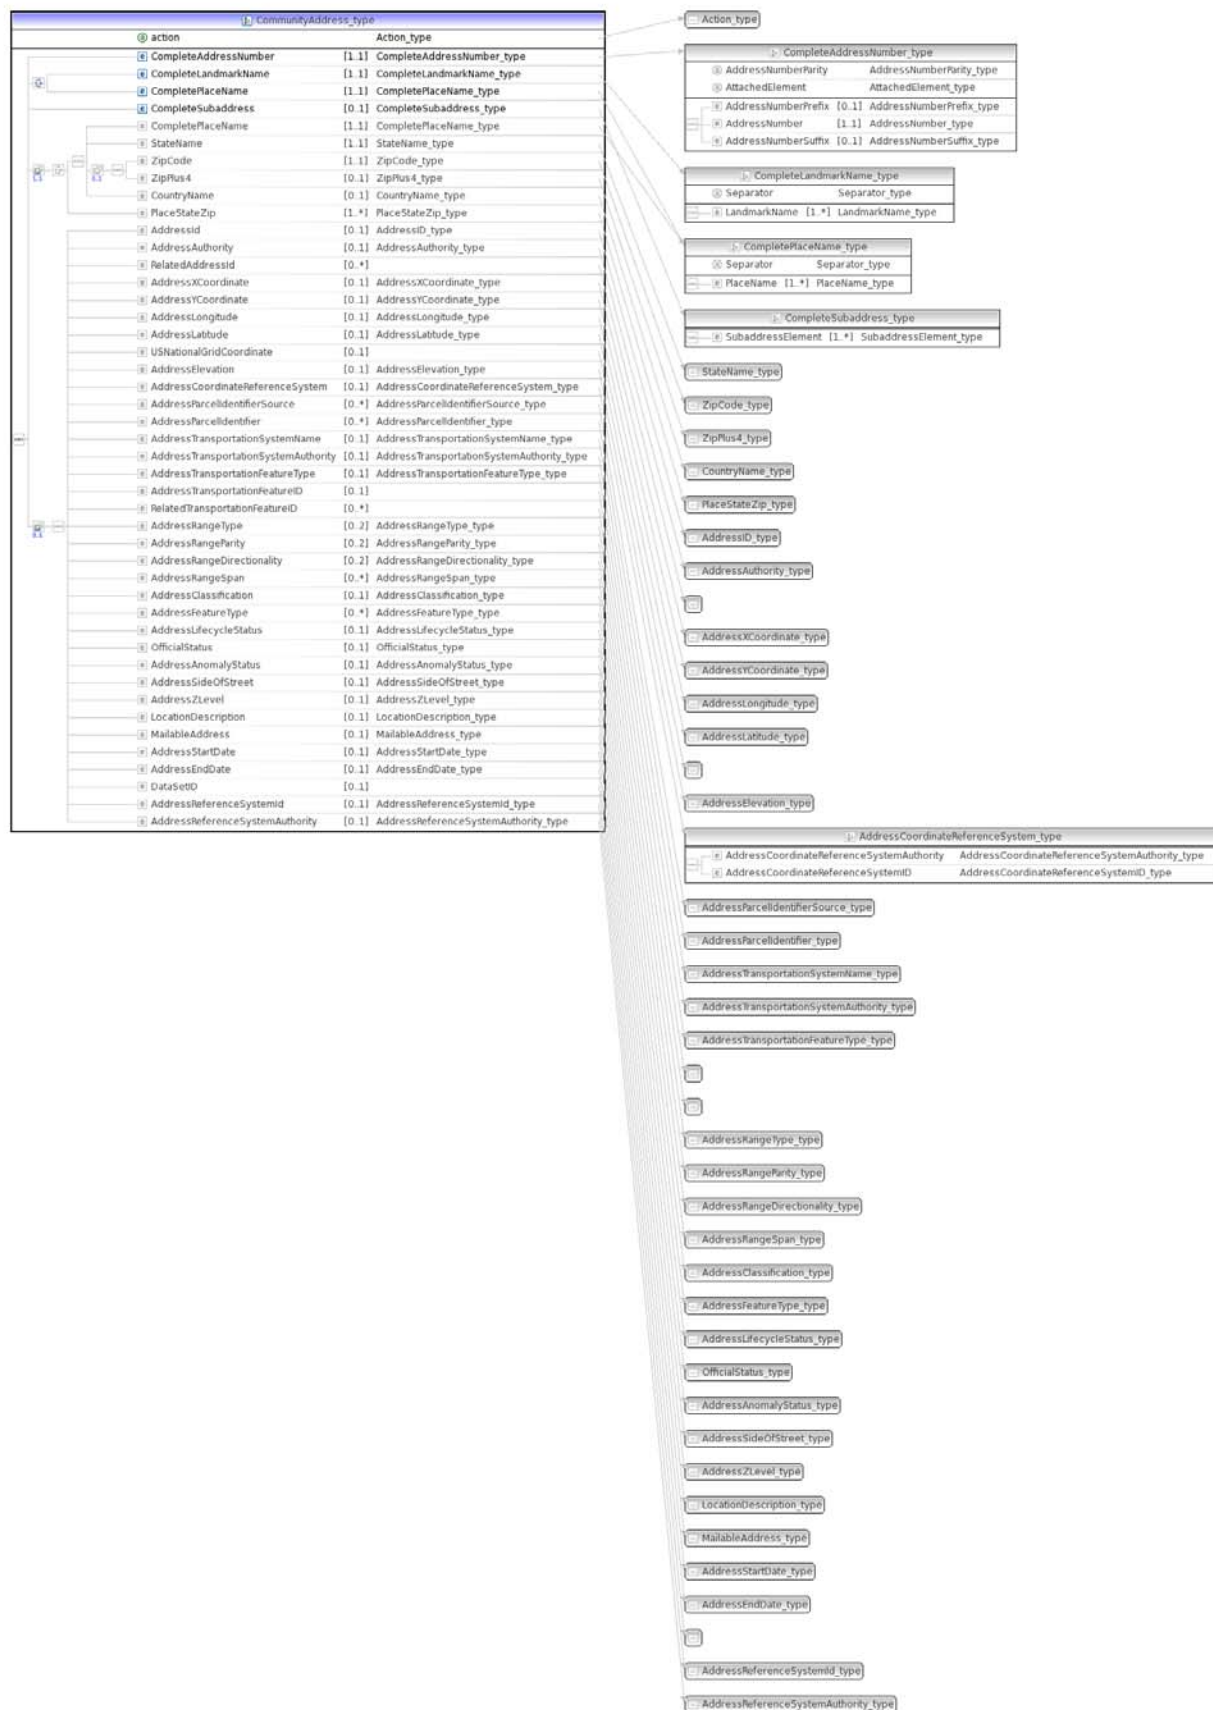 CommunityAddress_type
action Action_type
CompleteAddressNumber [1..1] CompleteAddressNumber_type
CompleteLandmarkName [1..1] CompleteLandmarkName_type
CompletePlaceName [1..1] CompletePlaceName_type
CompleteSubaddress [0..1] CompleteSubaddress_type
CompletePlaceName [1..1] CompletePlaceName_type
StateName [1..1] StateName_type
ZipCode [1..1] ZipCode_type
ZipPlus4 [0..1] ZipPlus4_type
CountryName [0..1] CountryName_type
PlaceStateZip [1..*] PlaceStateZip_type
AddressId [0..1] AddressID_type
AddressAuthority [0..1] AddressAuthority_type
RelatedAddressId [0..*]
AddressXCoordinate [0..1] AddressXCoordinate_type
AddressYCoordinate [0..1] AddressYCoordinate_type
AddressLongitude [0..1] AddressLongitude_type
AddressLatitude [0..1] AddressLatitude_type
USNationalGridCoordinate [0..1]
AddressElevation [0..1] AddressElevation_type
AddressCoordinateReferenceSystem [0..1] AddressCoordinateReferenceSystem_type
AddressParcelIdentifierSource [0..*] AddressParcelIdentifierSource_type
AddressParcelIdentifier [0..*] AddressParcelIdentifier_type
AddressTransportationSystemName [0..1] AddressTransportationSystemName_type
AddressTransportationSystemAuthority [0..1] AddressTransportationSystemAuthority_type
AddressTransportationFeatureType [0..1] AddressTransportationFeatureType_type
AddressTransportationFeatureID [0..1]
RelatedTransportationFeatureID [0..*]
AddressRangeType [0..2] AddressRangeType_type
AddressRangeParity [0..2] AddressRangeParity_type
AddressRangeDirectionality [0..2] AddressRangeDirectionality_type
AddressRangeSpan [0..*] AddressRangeSpan_type
AddressClassification [0..1] AddressClassification_type
AddressFeatureType [0..*] AddressFeatureType_type
AddressLifecycleStatus [0..1] AddressLifecycleStatus_type
OfficialStatus [0..1] OfficialStatus_type
AddressAnomalyStatus [0..1] AddressAnomalyStatus_type
AddressSideOfStreet [0..1] AddressSideOfStreet_type
AddressZLevel [0..1] AddressZLevel_type
LocationDescription [0..1] LocationDescription_type
MailableAddress [0..1] MailableAddress_type
AddressStartDate [0..1] AddressStartDate_type
AddressEndDate [0..1] AddressEndDate_type
DataSetID [0..1]
AddressReferenceSystemId [0..1] AddressReferenceSystemId_type
AddressReferenceSystemAuthority [0..1] AddressReferenceSystemAuthority_type
Action_type
CompleteAddressNumber_type
AddressNumberParity AddressNumberParity_type
AttachedElement AttachedElement_type
AddressNumberPrefix [0..1] AddressNumberPrefix_type
AddressNumber [1..1] AddressNumber_type
AddressNumberSuffix [0..1] AddressNumberSuffix_type
CompleteLandmarkName_type
Separator Separator_type
LandmarkName [1..*] LandmarkName_type
CompletePlaceName_type
Separator Separator_type
PlaceName [1..*] PlaceName_type
CompleteSubaddress_type
SubaddressElement [1..*] SubaddressElement_type
StateName_type
ZipCode_type
ZipPlus4_type
CountryName_type
PlaceStateZip_type
AddressID_type
AddressAuthority_type
AddressXCoordinate_type
AddressYCoordinate_type
AddressLongitude_type
AddressLatitude_type
AddressElevation_type
AddressCoordinateReferenceSystem_type
AddressCoordinateReferenceSystemAuthority AddressCoordinateReferenceSystemAuthority_type
AddressCoordinateReferenceSystemID AddressCoordinateReferenceSystemID_type
AddressParcelIdentifierSource_type
AddressParcelIdentifier_type
AddressTransportationSystemName_type
AddressTransportationSystemAuthority_type
AddressTransportationFeatureType_type
AddressRangeType_type
AddressRangeParity_type
AddressRangeDirectionality_type
AddressRangeSpan_type
AddressClassification_type
AddressFeatureType_type
AddressLifecycleStatus_type
OfficialStatus_type
AddressAnomalyStatus_type
AddressSideOfStreet_type
AddressZLevel_type
LocationDescription_type
MailableAddress_type
AddressStartDate_type
AddressEndDate_type
AddressReferenceSystemId_type
AddressReferenceSystemAuthority_type